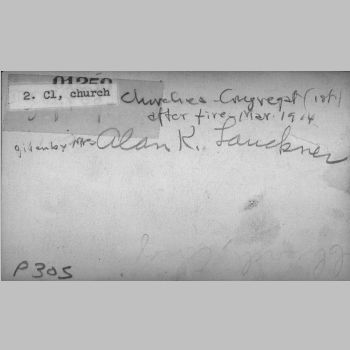 01250
2. Cl, church
Churches - Congregat (1st)
after fire - Mar. 1914
given by Mrs Alan K. Lauckner
P305